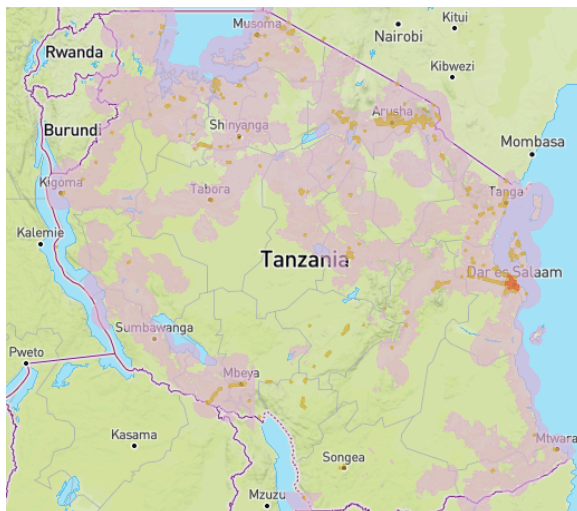 Musoma
Kitui
Nairobi
Rwanda
Kibwezi
Arusha
Burundi
Shinyanga
Mombasa
Kigoma
Tabora
Tanga
Kalemie
Tanzania
Dar es Salaam
Sumbawanga
Pweto
Mbeya
Kasama
Mtwara
Songea
Mzuzu